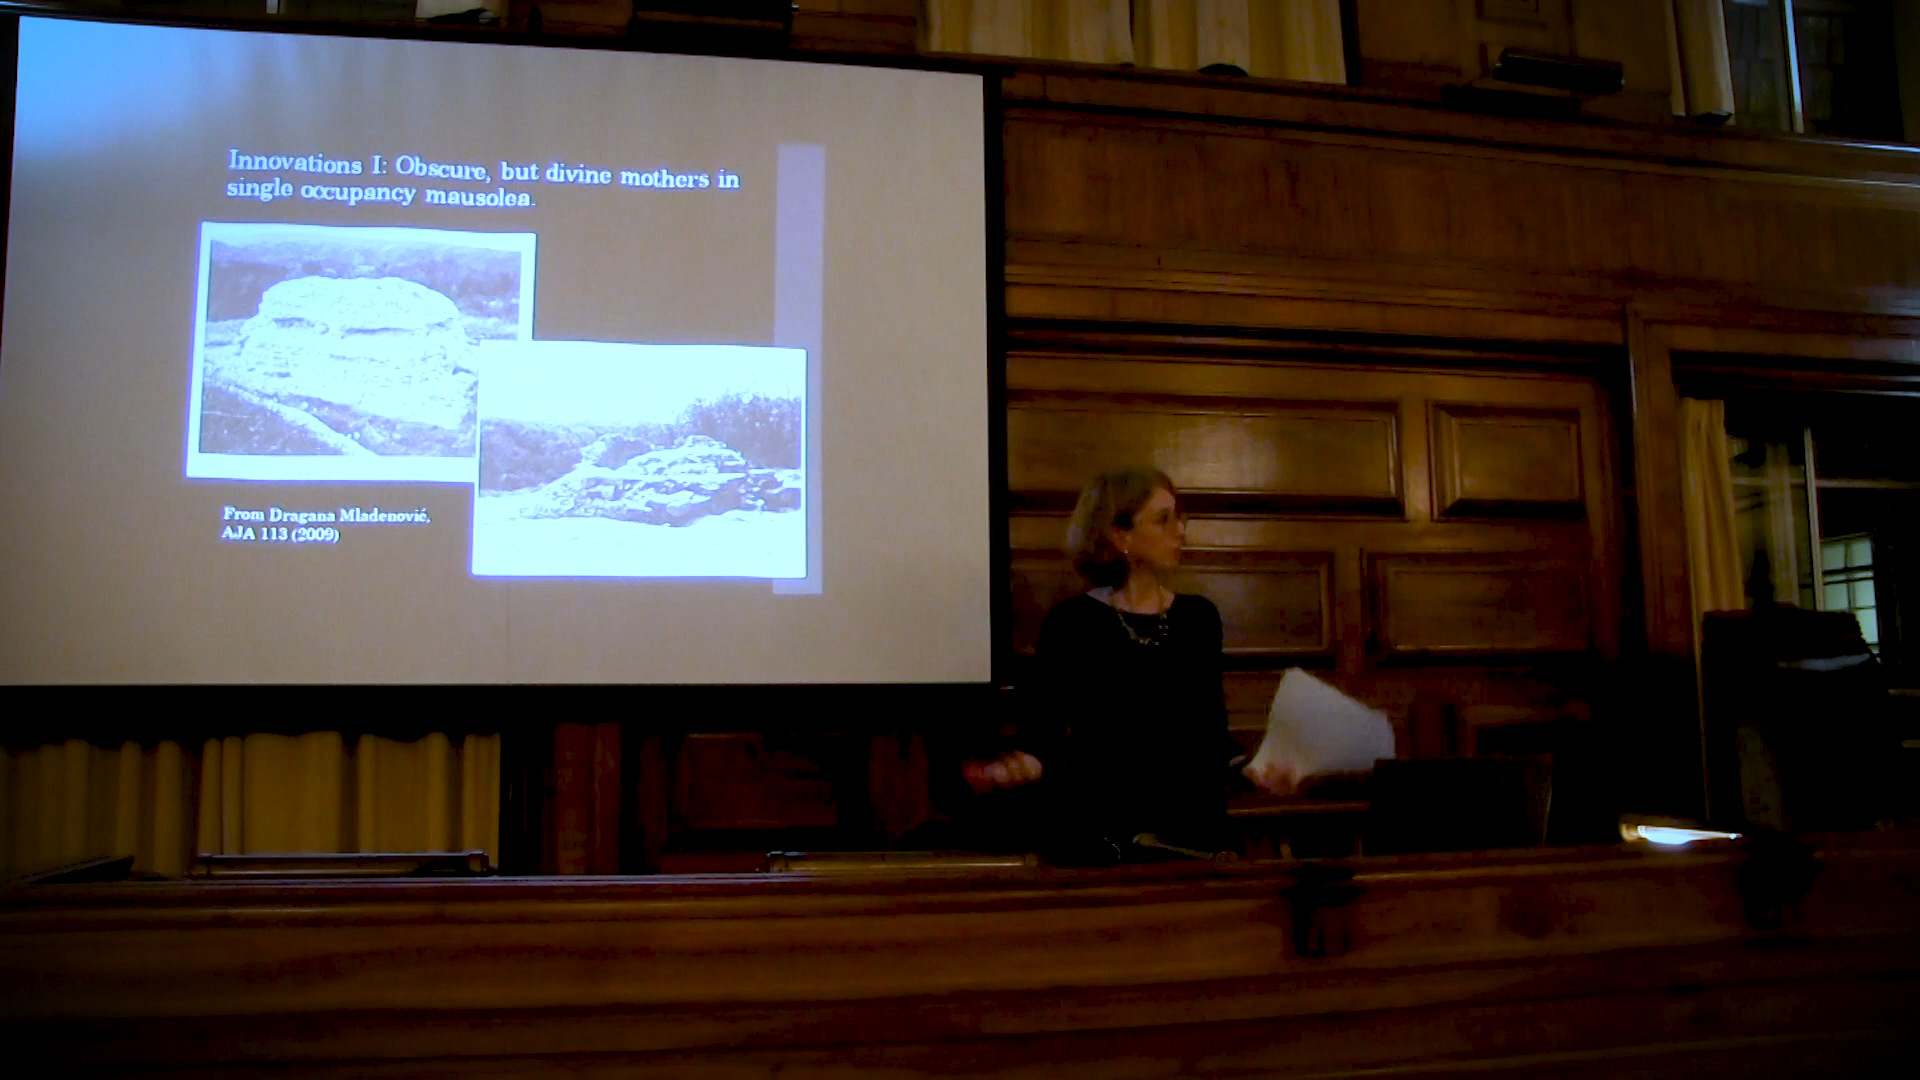 Innovations I: Obscure, but divine mothers in
single occupancy mausolea.
From Dragana Mladenović,
AJA 113 (2009)